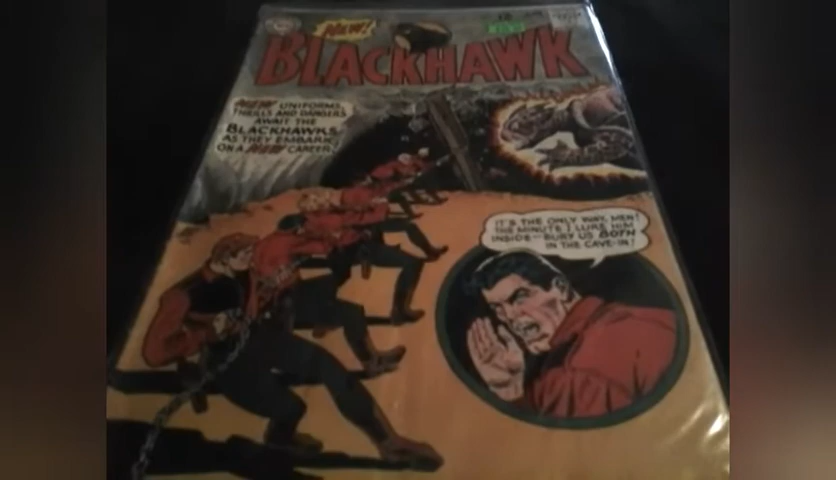 NEW!
BLACKHAWK
NEW UNIFORMS,
THRILLS AND DANGERS
AWAIT THE
BLACKHAWKS
AS THEY EMBARK
ON A NEW CAREER!
IT'S THE ONLY WAY, MEN!
THE MINUTE I LURE HIM
INSIDE--BURY US BOTH
IN THE CAVE-IN!